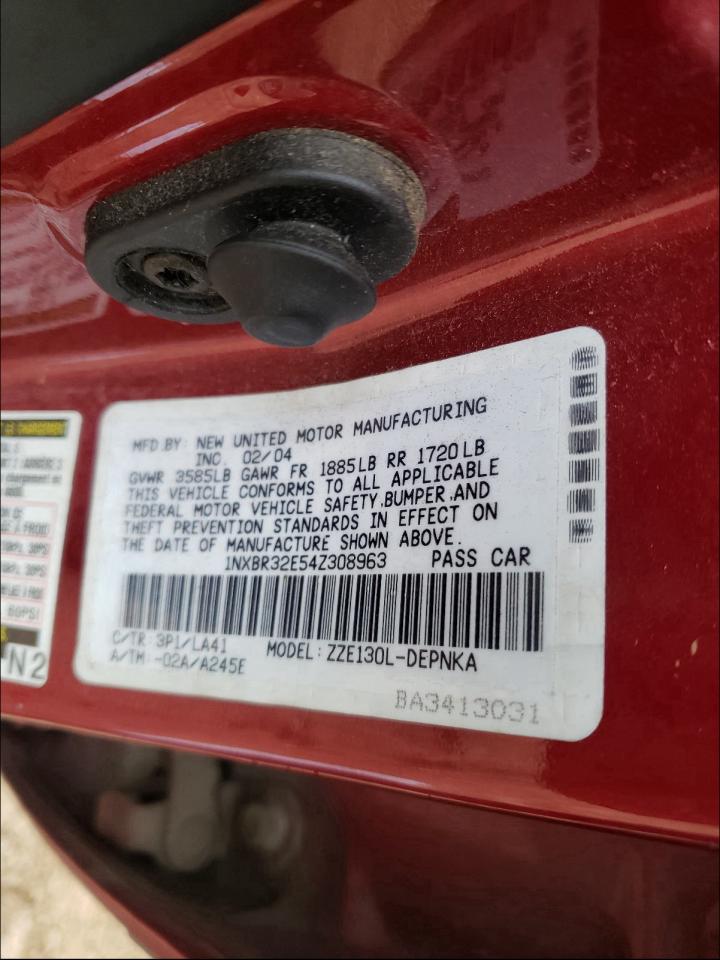 MFD.BY: NEW UNITED MOTOR MANUFACTURING
INC. 02/04
GVWR 3585LB GAWR FR 1885LB RR 1720LB
THIS VEHICLE CONFORMS TO ALL APPLICABLE
FEDERAL MOTOR VEHICLE SAFETY,BUMPER,AND
THEFT PREVENTION STANDARDS IN EFFECT ON
THE DATE OF MANUFACTURE SHOWN ABOVE.
1NXBR32E54Z308963 PASS CAR
C/TR: 3P1/LA41
A/TM:-02A/A245E
MODEL: ZZE130L-DEPNKA
BA3413031
N2